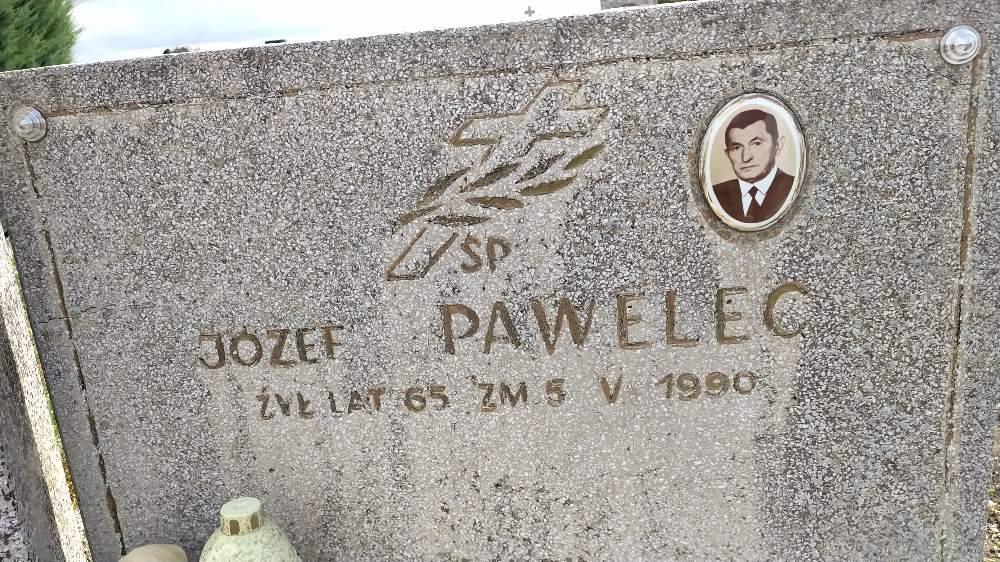 ŚP
JÓZEF PAWELEC
ŻYŁ LAT 65 ZM 5 V 1990